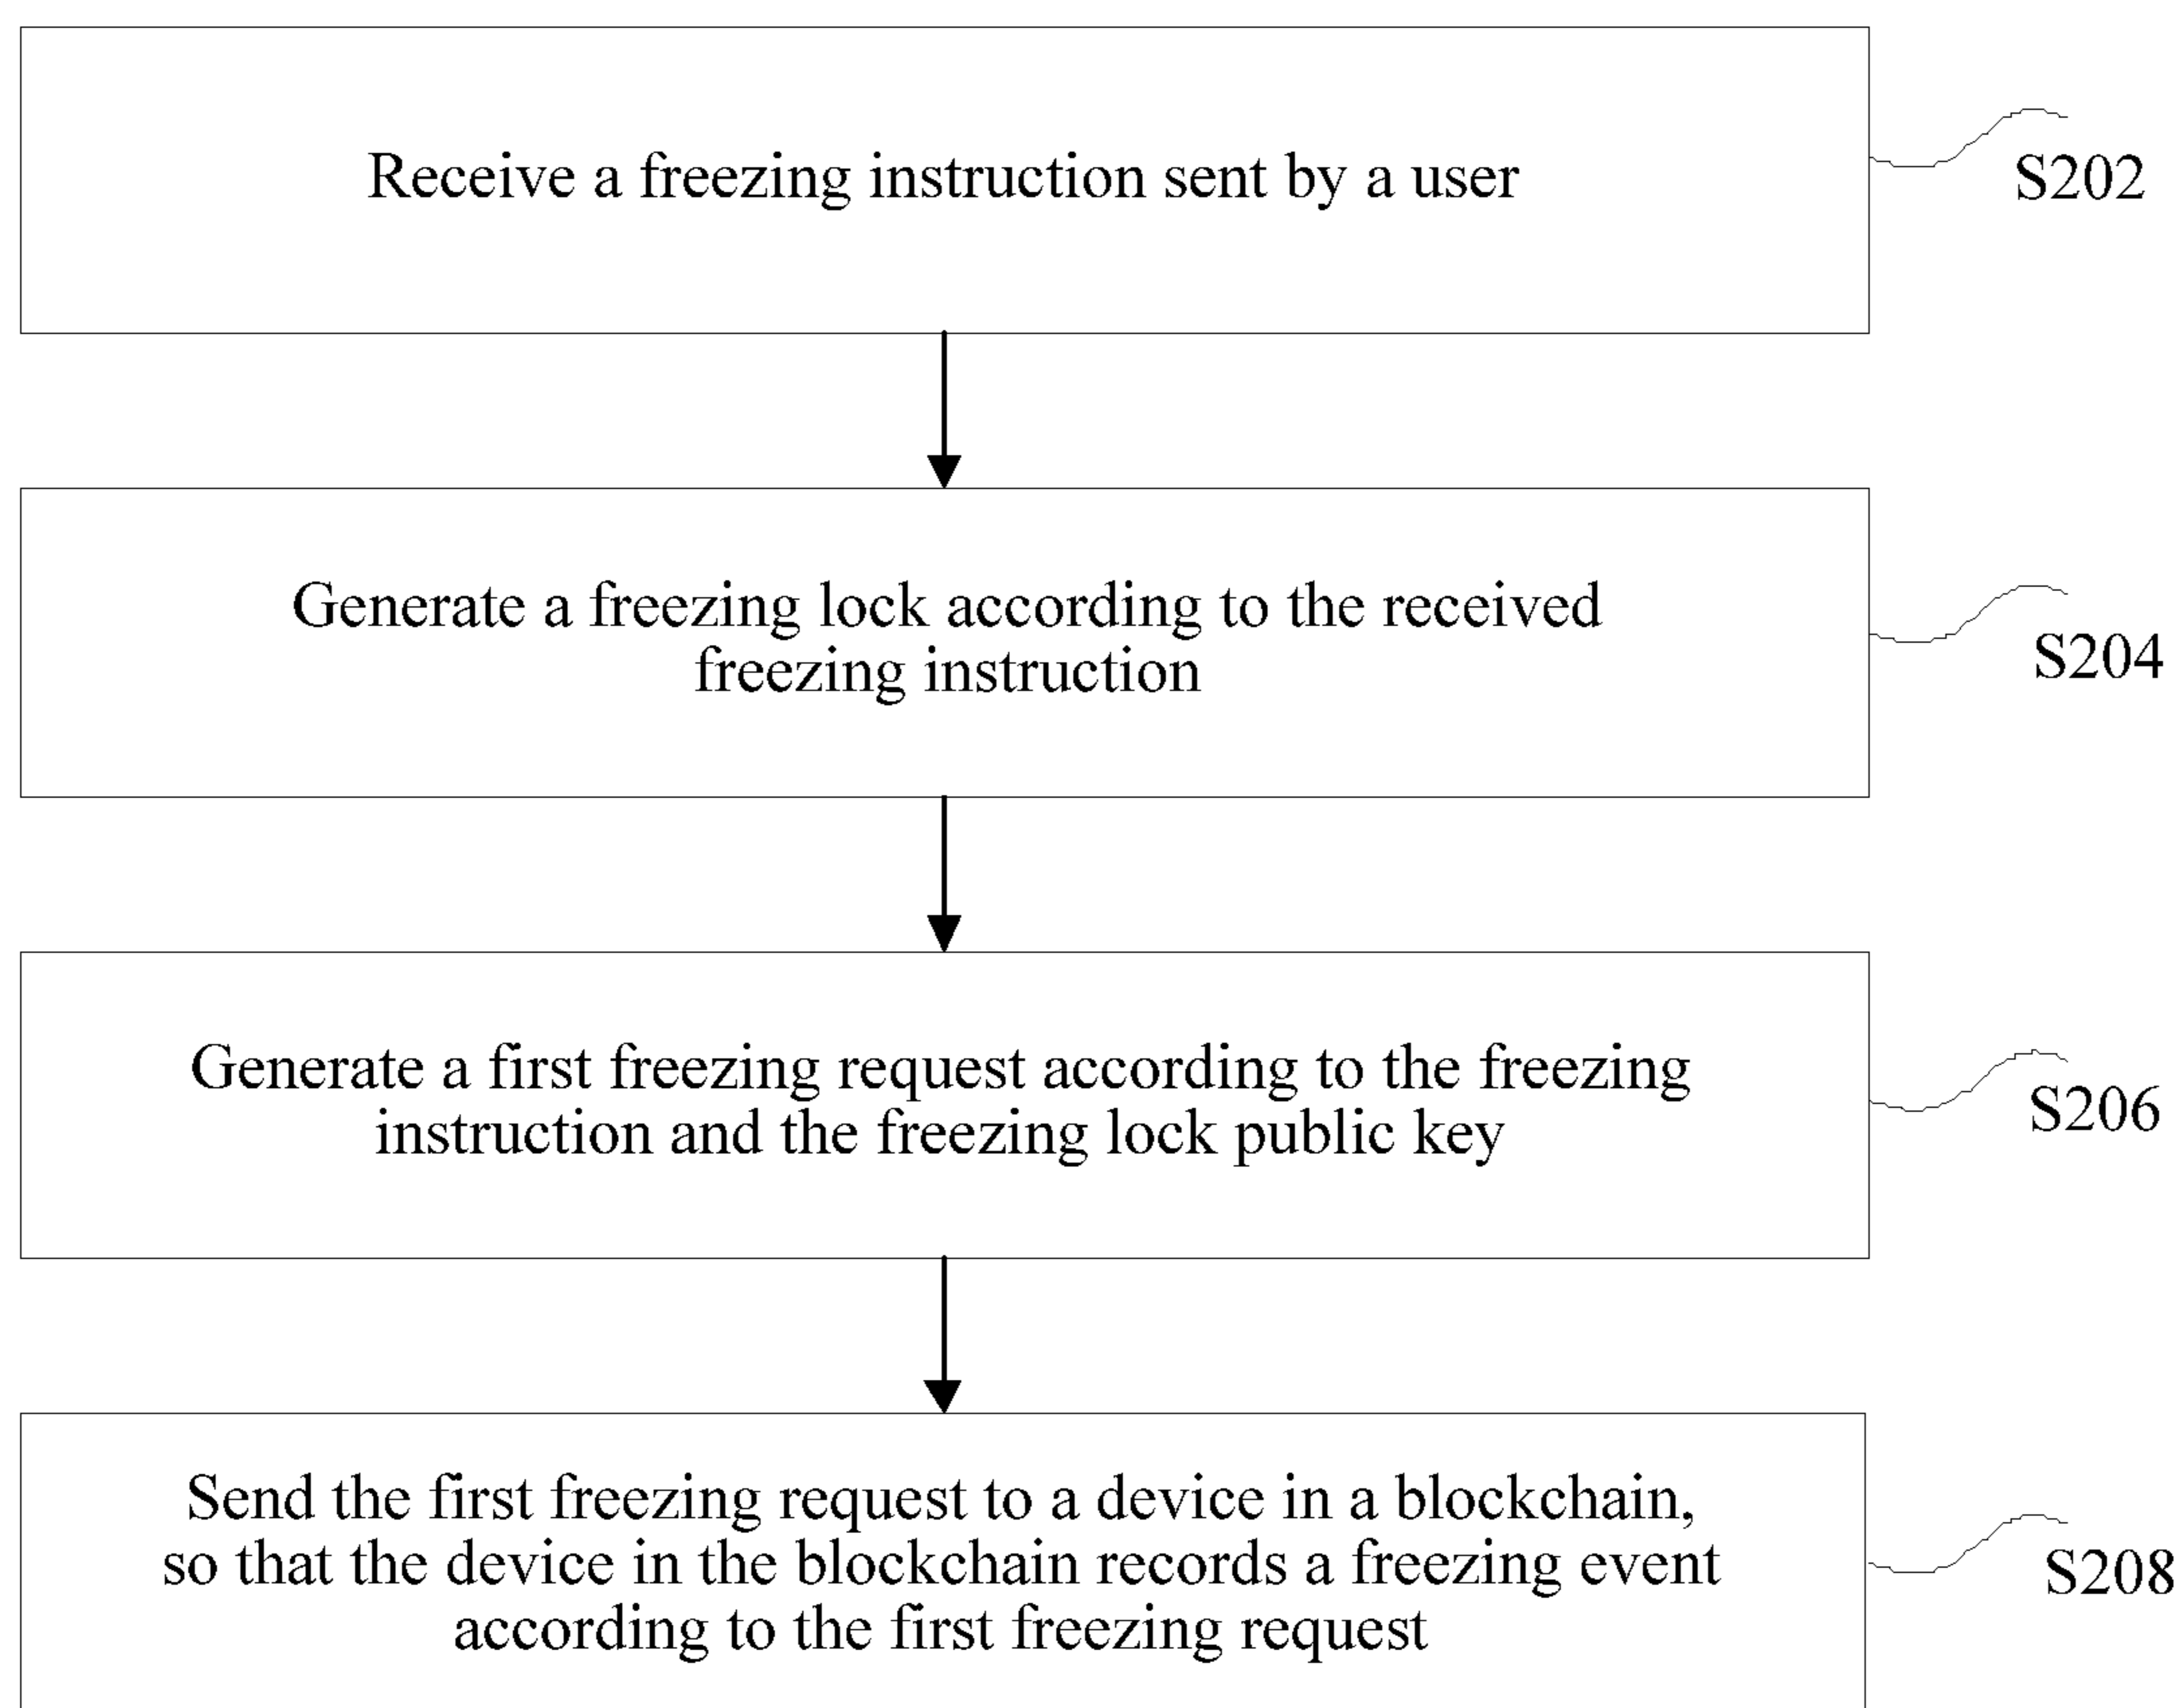 Receive a freezing instruction sent by a user
S202
Generate a freezing lock according to the received
freezing instruction
S204
Generate a first freezing request according to the freezing
instruction and the freezing lock public key
S206
Send the first freezing request to a device in a blockchain,
so that the device in the blockchain records a freezing event
according to the first freezing request
S208